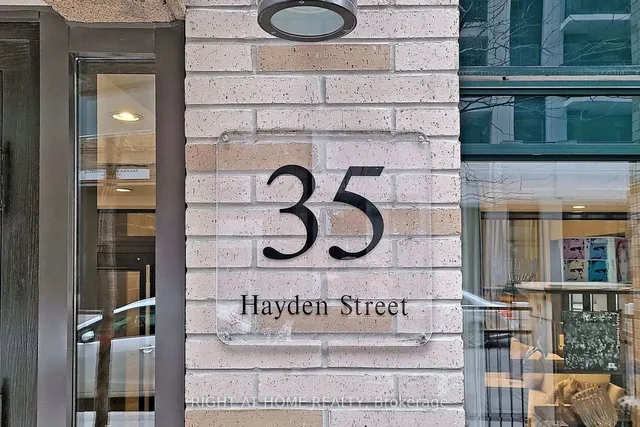 35
Hayden Street
RIGHT AT HOME REALTY, Brokerage